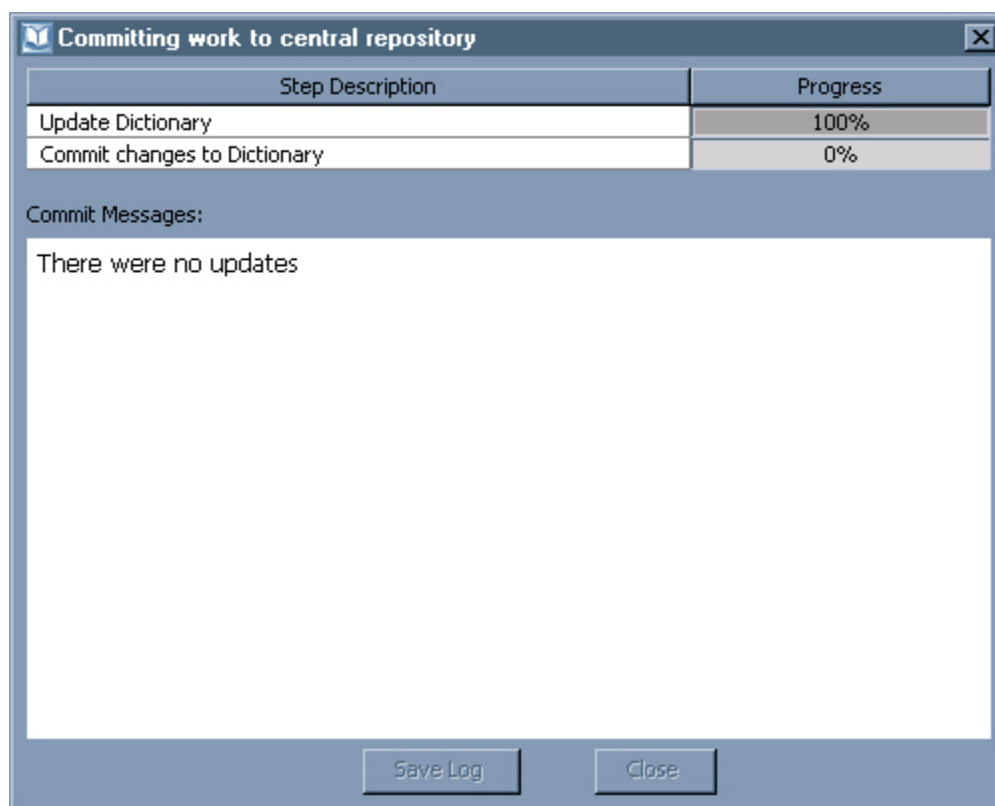 Committing work to central repository
Step Description Progress
Update Dictionary 100%
Commit changes to Dictionary 0%
Commit Messages:
There were no updates
Save Log Close